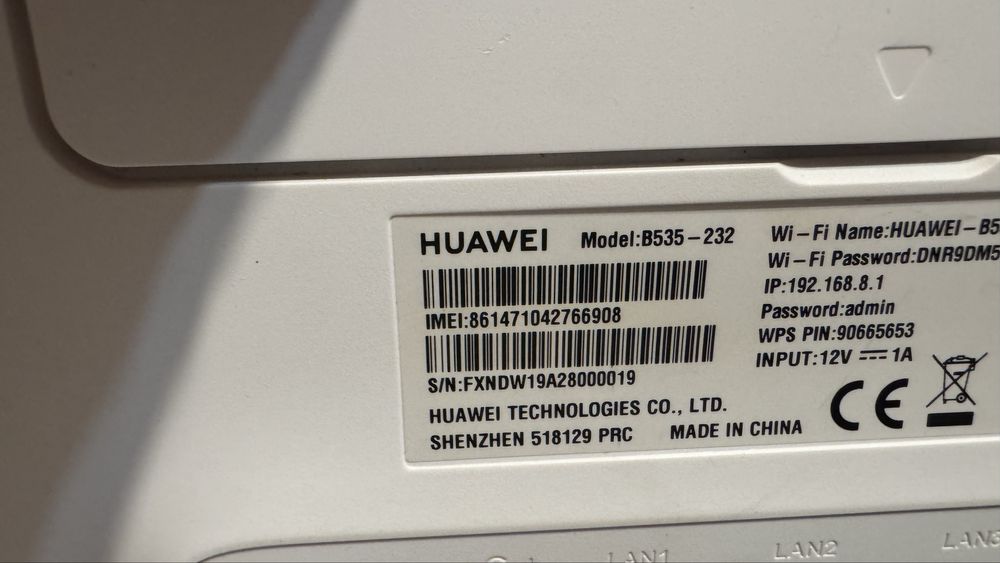 HUAWEI Model:B535-232
IMEI:861471042766908
S/N:FXNDW19A28000019
HUAWEI TECHNOLOGIES CO., LTD.
SHENZHEN 518129 PRC MADE IN CHINA
Wi-Fi Name:HUAWEI-B5
Wi-Fi Password:DNR9DM5
IP:192.168.8.1
Password:admin
WPS PIN:90665653
INPUT:12V ⎓ 1A
CE
LAN1 LAN2 LAN3